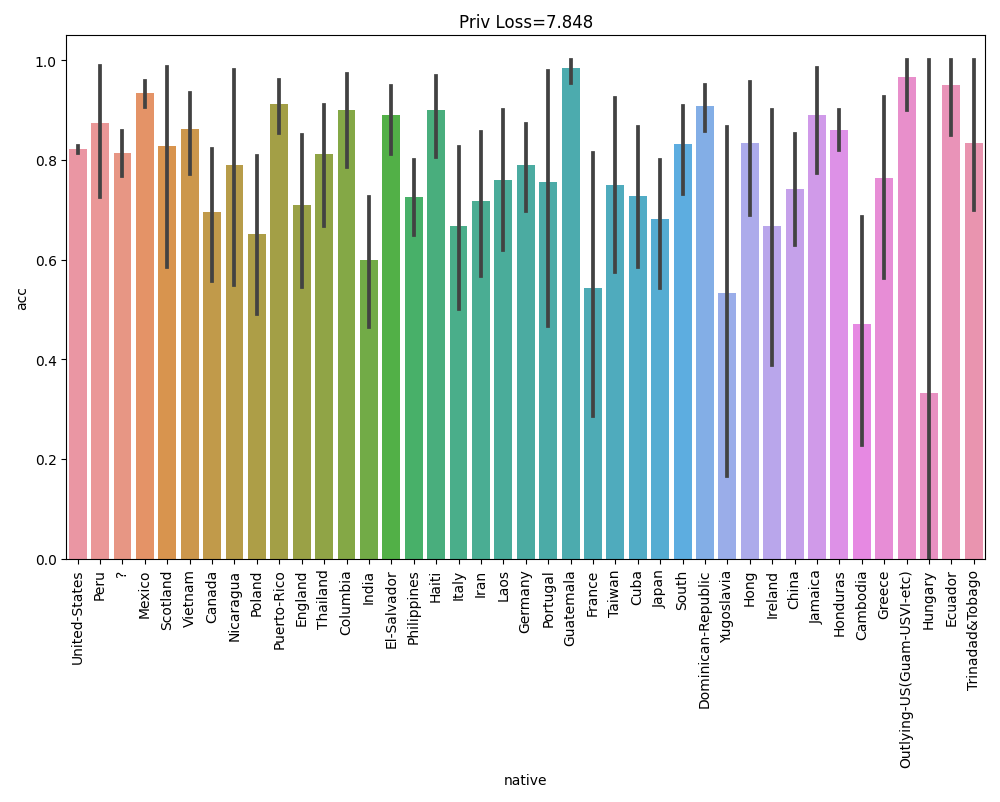 Priv Loss=7.848
1.0
0.8
0.6
0.4
0.2
0.0
acc
United-States
Peru
?
Mexico
Scotland
Vietnam
Canada
Nicaragua
Poland
Puerto-Rico
England
Thailand
Columbia
India
El-Salvador
Philippines
Haiti
Italy
Iran
Laos
Germany
Portugal
Guatemala
France
Taiwan
Cuba
Japan
South
Dominican-Republic
Yugoslavia
Hong
Ireland
China
Jamaica
Honduras
Cambodia
Greece
Outlying-US(Guam-USVI-etc)
Hungary
Ecuador
Trinadad&Tobago
native